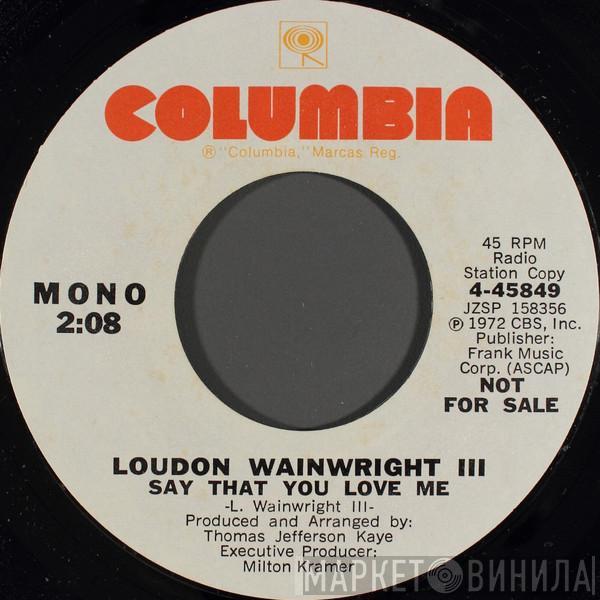 COLUMBIA
® "Columbia," Marcas Reg.
MONO
2:08
45 RPM
Radio
Station Copy
4-45849
JZSP 158356
℗ 1972 CBS, Inc.
Publisher:
Frank Music
Corp. (ASCAP)
NOT
FOR SALE
LOUDON WAINWRIGHT III
SAY THAT YOU LOVE ME
-L. Wainwright III-
Produced and Arranged by:
Thomas Jefferson Kaye
Executive Producer:
Milton Kramer
МАРКЕТ ВИНИЛА